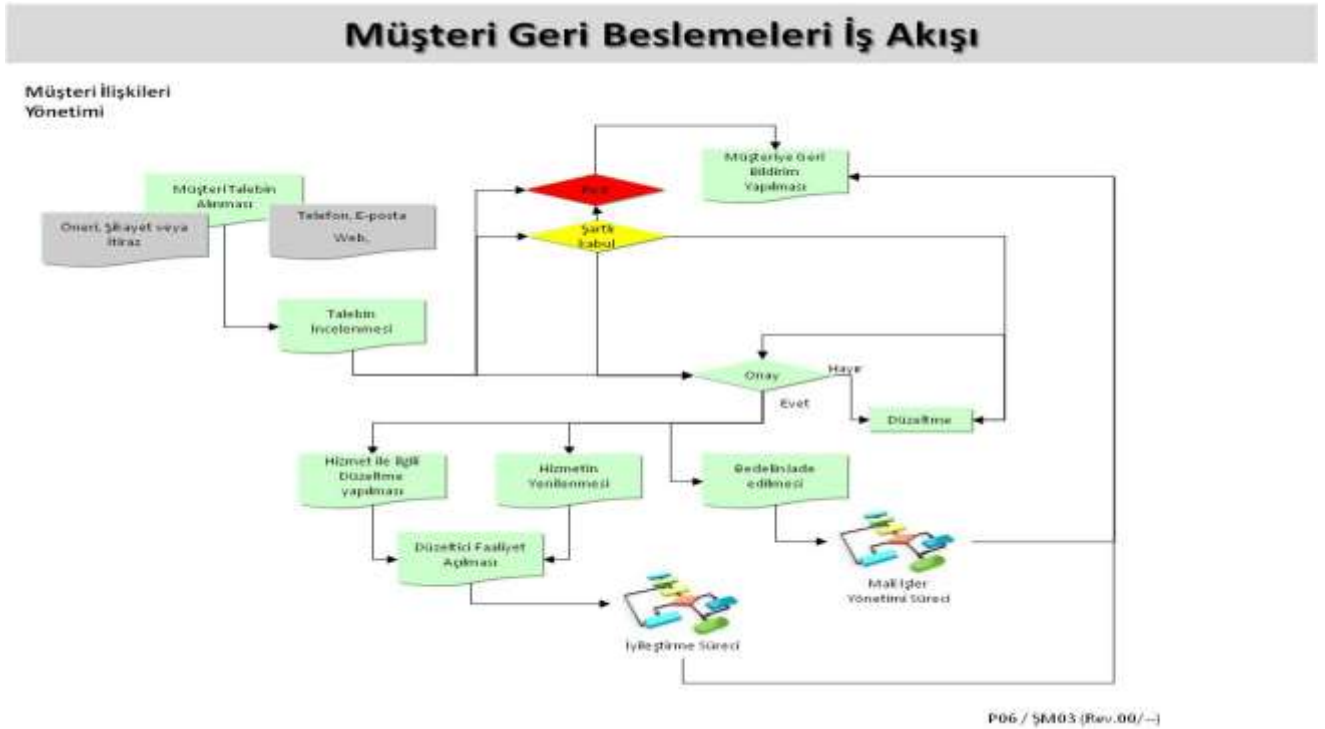 Müşteri Geri Beslemeleri İş Akışı
Müşteri İlişkileri
Yönetimi
Müşteri Talebin
Alınması
Öneri, Şikayet veya
İtiraz
Telefon, E-posta
Web,
Talebin
İncelenmesi
Red
Şartlı
kabul
Müşteriye Geri
Bildirim
Yapılması
Onay
Hayır
Evet
Düzeltme
Hizmet ile ilgili
Düzeltme
yapılması
Hizmetin
Yenilenmesi
Bedelin İade
edilmesi
Düzeltici Faaliyet
Açılması
Mali İşler
Yönetimi Süreci
İyileştirme Süreci
P06 / ŞM03 (Rev.00/--)